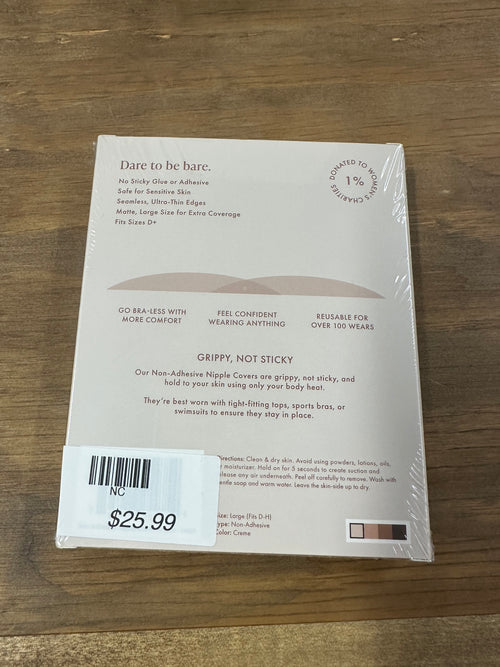 Dare to be bare.
No Sticky Glue or Adhesive
Safe for Sensitive Skin
Seamless, Ultra-Thin Edges
Matte, Large Size for Extra Coverage
Fits Sizes D+
1%
DONATED TO WOMEN'S CHARITIES
GO BRA-LESS WITH
MORE COMFORT
FEEL CONFIDENT
WEARING ANYTHING
REUSABLE FOR
OVER 100 WEARS
GRIPPY, NOT STICKY
Our Non-Adhesive Nipple Covers are grippy, not sticky, and
hold to your skin using only your body heat.
They're best worn with tight-fitting tops, sports bras, or
swimsuits to ensure they stay in place.
Directions: Clean & dry skin. Avoid using powders, lotions, oils,
moisturizer. Hold on for 5 seconds to create suction and
please any air underneath. Peel off carefully to remove. Wash with
soap and warm water. Leave the skin-side up to dry.
Size: Large (Fits D-H)
Type: Non-Adhesive
Color: Creme
NC
$25.99